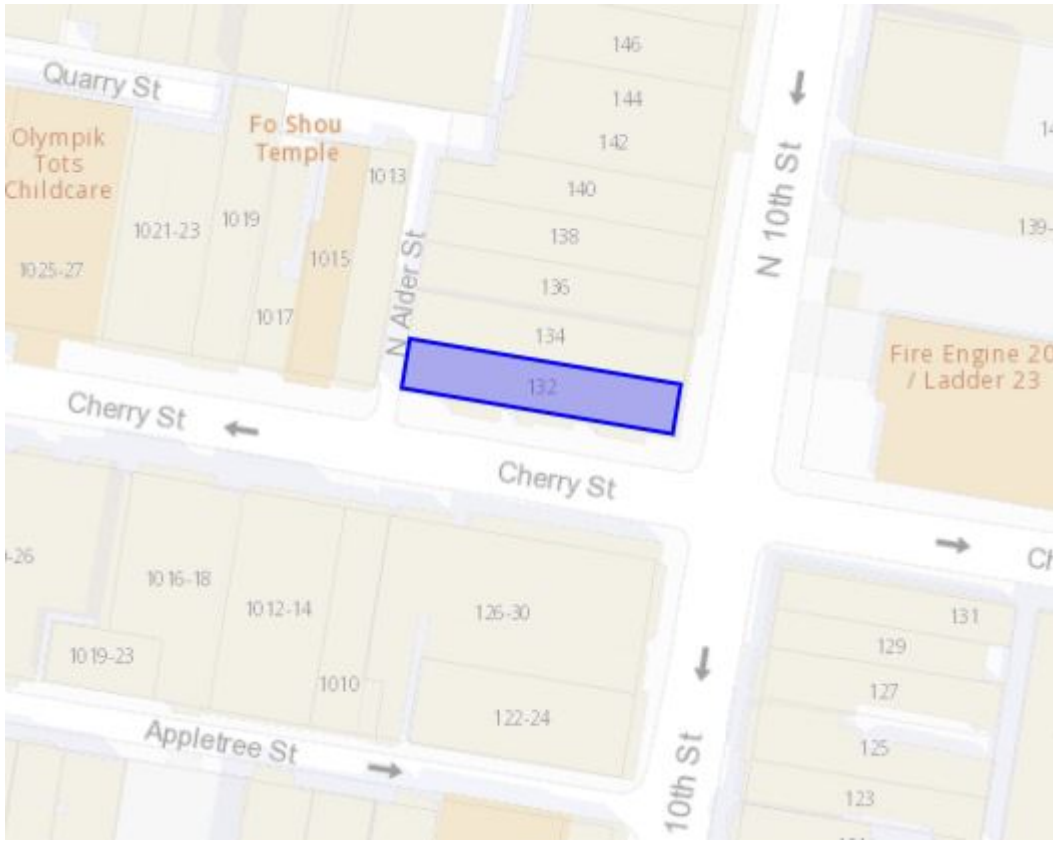 146
Quarry St
144
Olympik
Tots
Childcare
Fo Shou
Temple
142
N 10th St
1013
140
1021-23
1019
138
139-
1025-27
1015
N Alder St
136
1017
134
Fire Engine 20
/ Ladder 23
132
Cherry St
Cherry St
-26
1016-18
1012-14
126-30
131
129
1019-23
1010
127
122-24
125
Appletree St
10th St
123